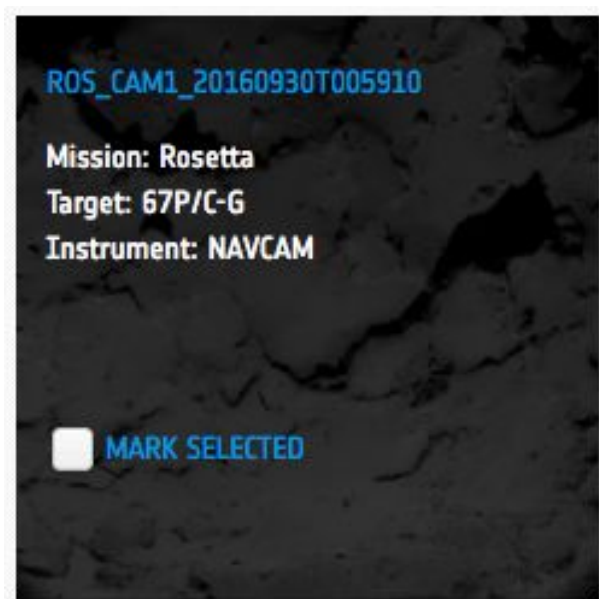 ROS_CAM1_20160930T005910
Mission: Rosetta
Target: 67P/C-G
Instrument: NAVCAM
MARK SELECTED